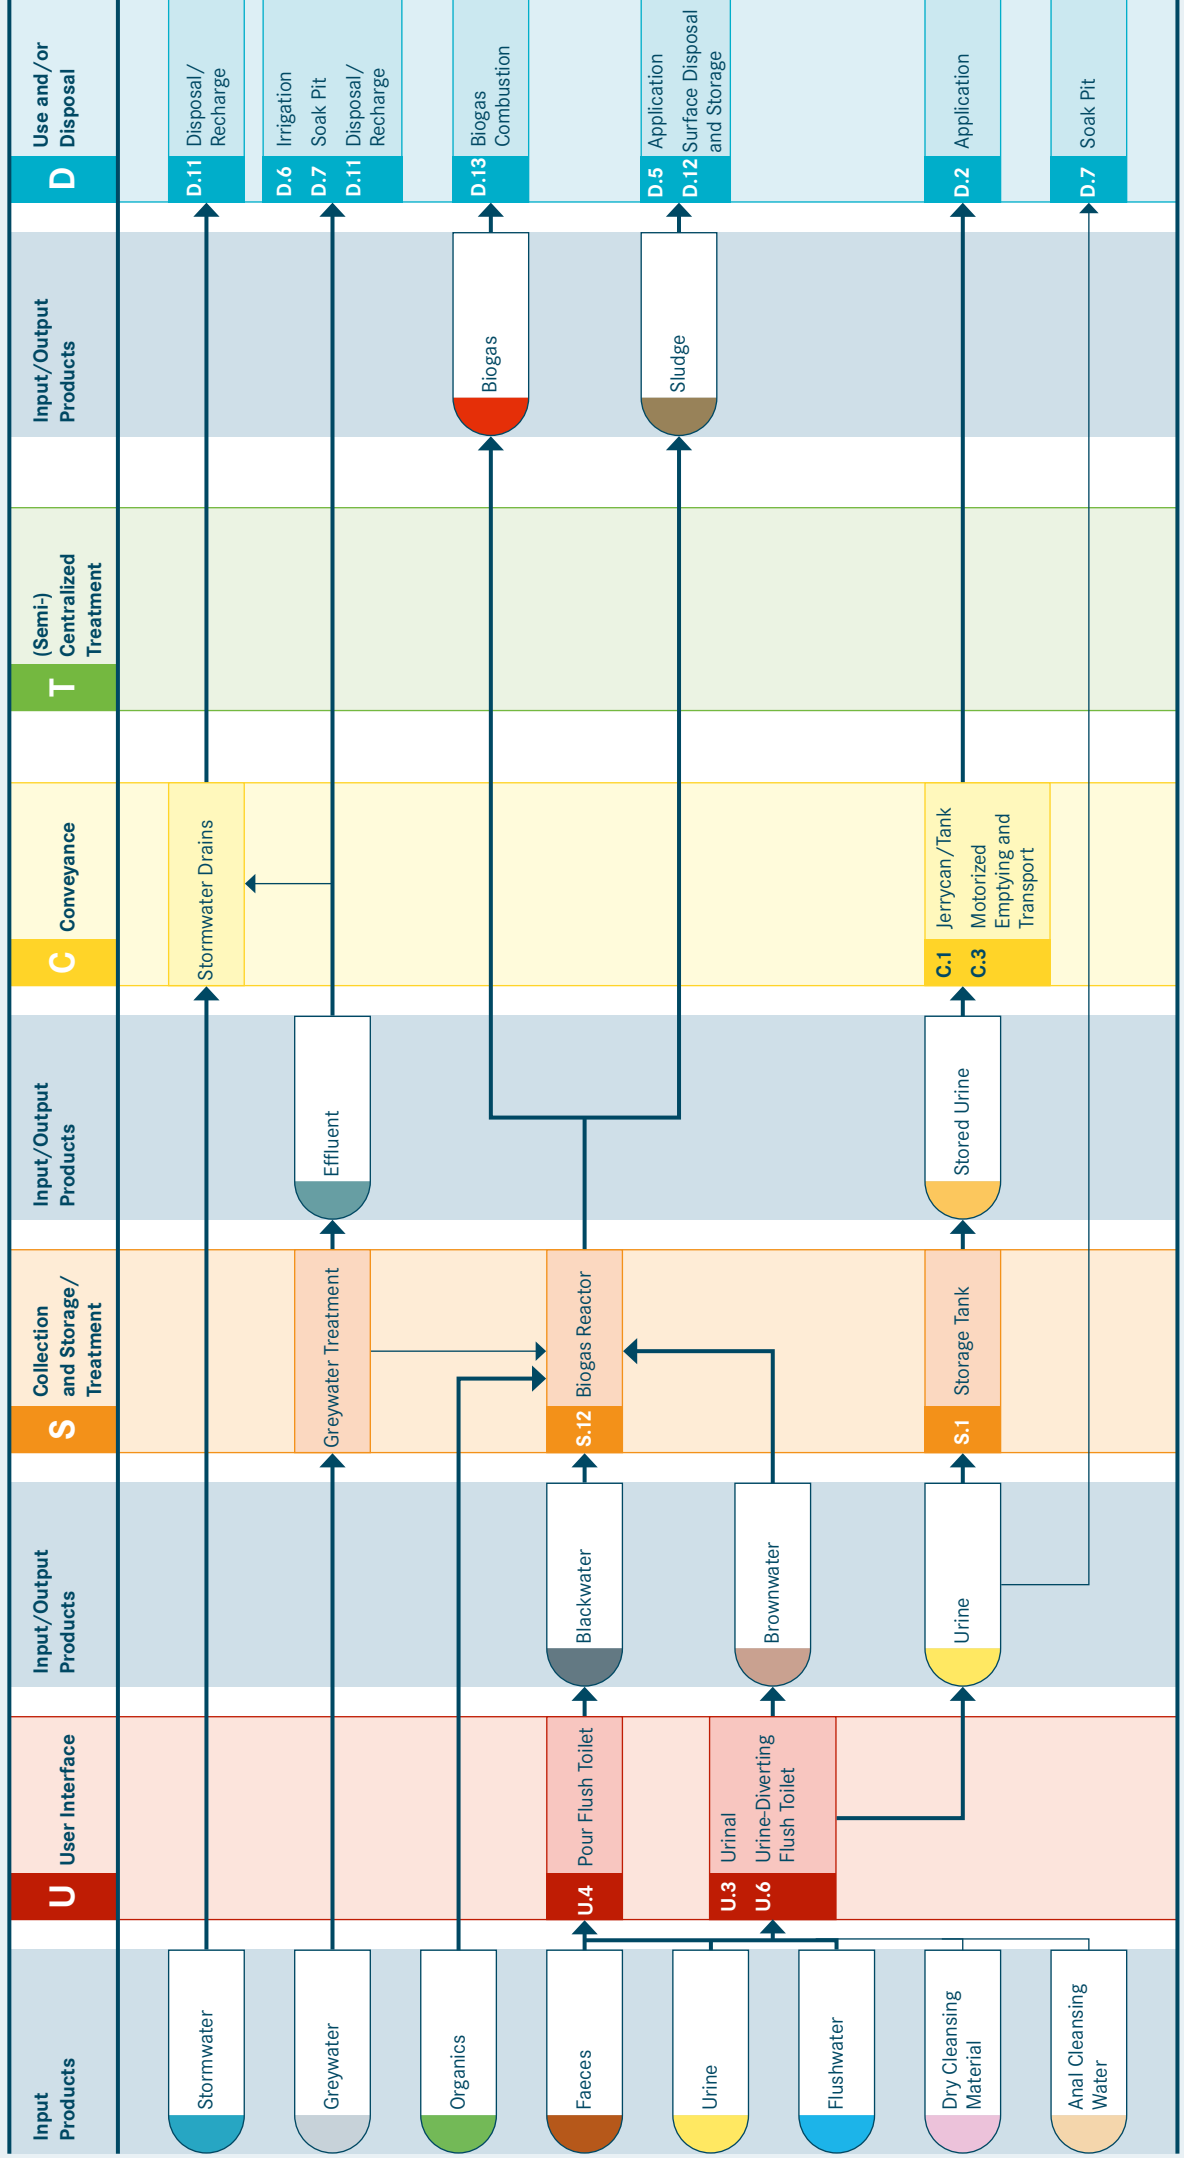 Input
Products
U
User Interface
Input/Output
Products
S
Collection
and Storage/
Treatment
Input/Output
Products
C
Conveyance
T
(Semi-)
Centralized
Treatment
Input/Output
Products
D
Use and/or
Disposal
Stormwater
Stormwater Drains
D.11
Disposal/
Recharge
Greywater
Greywater Treatment
Effluent
D.6
Irrigation
D.7
Soak Pit
D.11
Disposal/
Recharge
Organics
Biogas
D.13
Biogas
Combustion
Faeces
U.4
Pour Flush Toilet
Blackwater
S.12
Biogas Reactor
Urine
Sludge
D.5
Application
D.12
Surface Disposal
and Storage
U.3
Urinal
U.6
Urine-Diverting
Flush Toilet
Brownwater
Flushwater
Dry Cleansing
Material
Urine
S.1
Storage Tank
Stored Urine
C.1
Jerrycan/Tank
C.3
Motorized
Emptying and
Transport
D.2
Application
Anal Cleansing
Water
D.7
Soak Pit